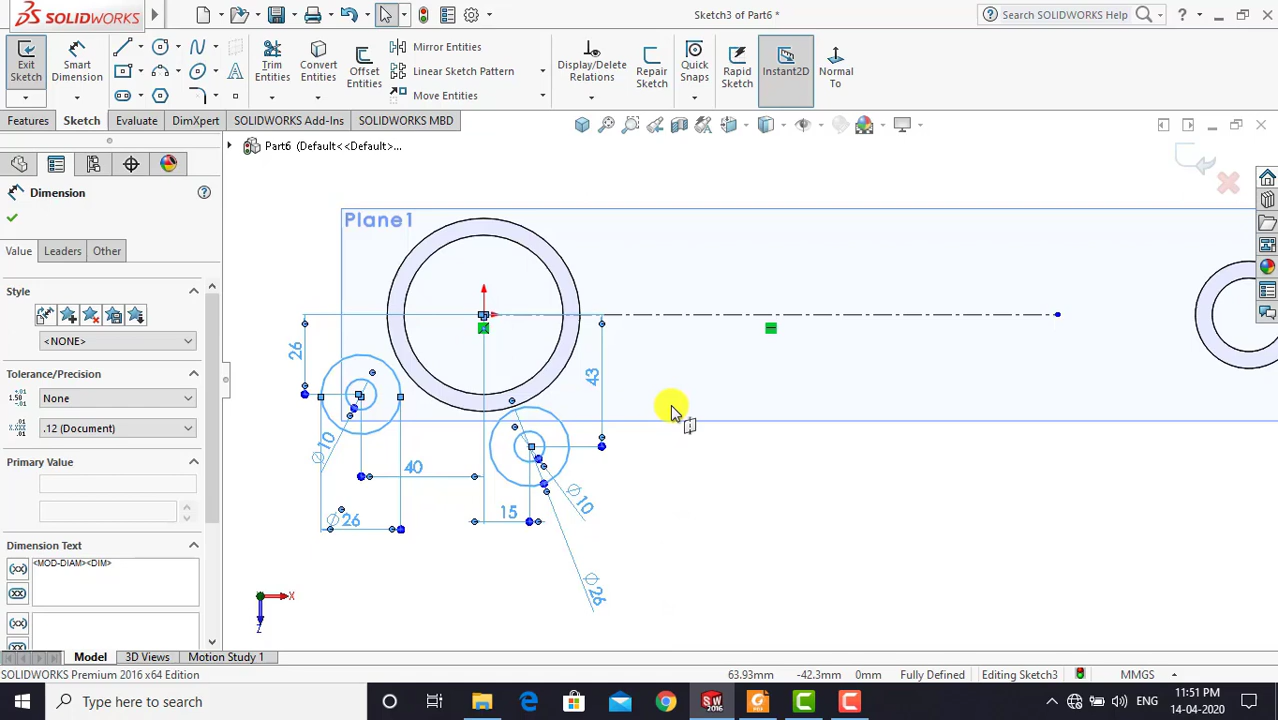 SOLIDWORKS
Sketch3 of Part6 *
Search SOLIDWORKS Help
?
Exit Sketch
Smart Dimension
Trim Entities
Convert Entities
Offset Entities
Mirror Entities
Linear Sketch Pattern
Move Entities
Display/Delete Relations
Repair Sketch
Quick Snaps
Rapid Sketch
Instant2D
Normal To
Features
Sketch
Evaluate
DimXpert
SOLIDWORKS Add-Ins
SOLIDWORKS MBD
Part6 (Default<<Default>...
Dimension
?
Value
Leaders
Other
Style
<NONE>
Tolerance/Precision
None
.12 (Document)
Primary Value
Dimension Text
<MOD-DIAM><DIM>
Plane1
26
43
∅10
40
∅10
∅26
15
∅26
X
Z
Model
3D Views
Motion Study 1
SOLIDWORKS Premium 2016 x64 Edition
63.93mm
-42.3mm
0mm
Fully Defined
Editing Sketch3
MMGS
Type here to search
SW
2016
ENG
11:51 PM
14-04-2020